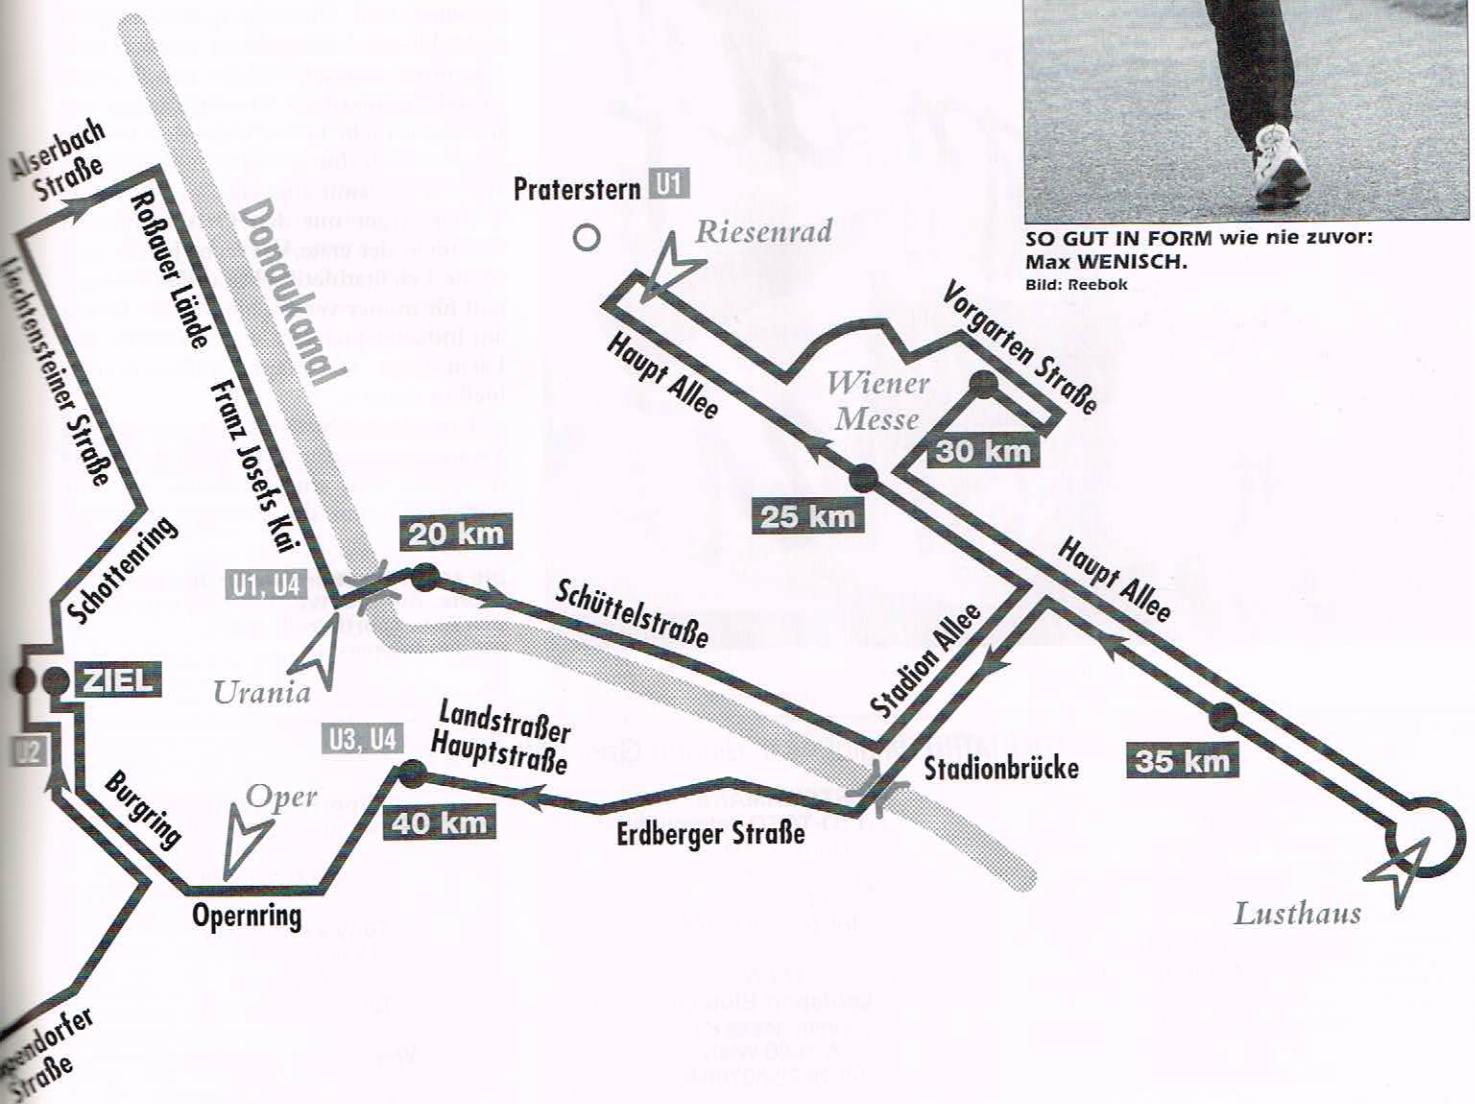 SO GUT IN FORM wie nie zuvor:
Max WENISCH.
Bild: Reebok
Alserbach
Straße
Roßauer Lände
Donaukanal
Praterstern U1
Riesenrad
Vorgarten Straße
Haupt Allee
Wiener
Messe
Liechtensteiner Straße
Franz Josefs Kai
30 km
25 km
Schottenring
20 km
U1, U4
Schüttelstraße
Haupt Allee
Stadion Allee
ZIEL
Urania
U2
U3, U4
Landstraßer
Hauptstraße
Stadionbrücke
35 km
Burgring
Oper
40 km
Erdberger Straße
Opernring
Lusthaus
Straße